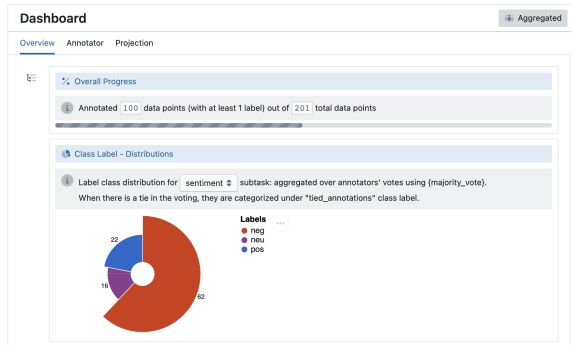 Dashboard
Aggregated
Overview Annotator Projection
Overall Progress
Annotated 100 data points (with at least 1 label) out of 201 total data points
Class Label - Distributions
Label class distribution for sentiment subtask: aggregated over annotators' votes using {majority_vote}.
When there is a tie in the voting, they are categorized under "tied_annotations" class label.
Labels
neg
neu
pos
22
16
62